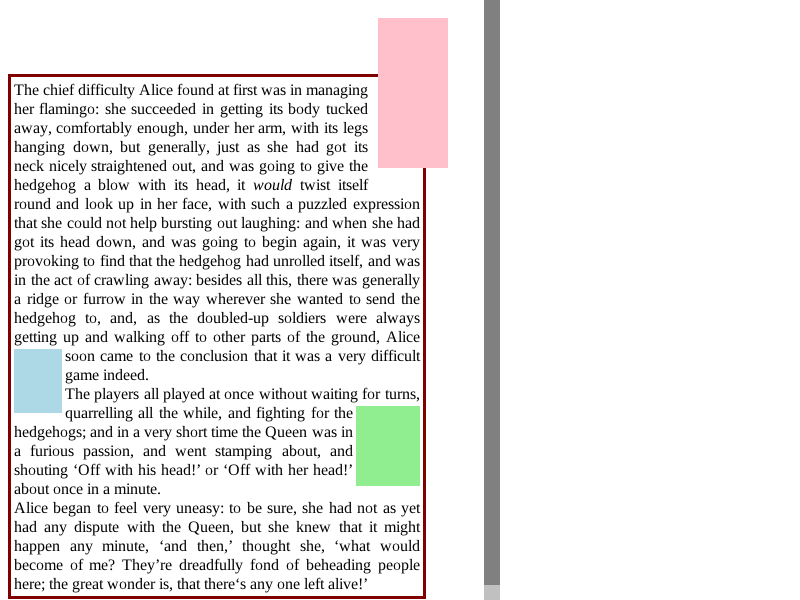 The chief difficulty Alice found at first was in managing
her flamingo: she succeeded in getting its body tucked
away, comfortably enough, under her arm, with its legs
hanging down, but generally, just as she had got its
neck nicely straightened out, and was going to give the
hedgehog a blow with its head, it would twist itself
round and look up in her face, with such a puzzled expression
that she could not help bursting out laughing: and when she had
got its head down, and was going to begin again, it was very
provoking to find that the hedgehog had unrolled itself, and was
in the act of crawling away: besides all this, there was generally
a ridge or furrow in the way wherever she wanted to send the
hedgehog to, and, as the doubled-up soldiers were always
getting up and walking off to other parts of the ground, Alice
soon came to the conclusion that it was a very difficult
game indeed.
The players all played at once without waiting for turns,
quarrelling all the while, and fighting for the
hedgehogs; and in a very short time the Queen was in
a furious passion, and went stamping about, and
shouting ‘Off with his head!’ or ‘Off with her head!’
about once in a minute.
Alice began to feel very uneasy: to be sure, she had not as yet
had any dispute with the Queen, but she knew that it might
happen any minute, ‘and then,’ thought she, ‘what would
become of me? They’re dreadfully fond of beheading people
here; the great wonder is, that there‘s any one left alive!’